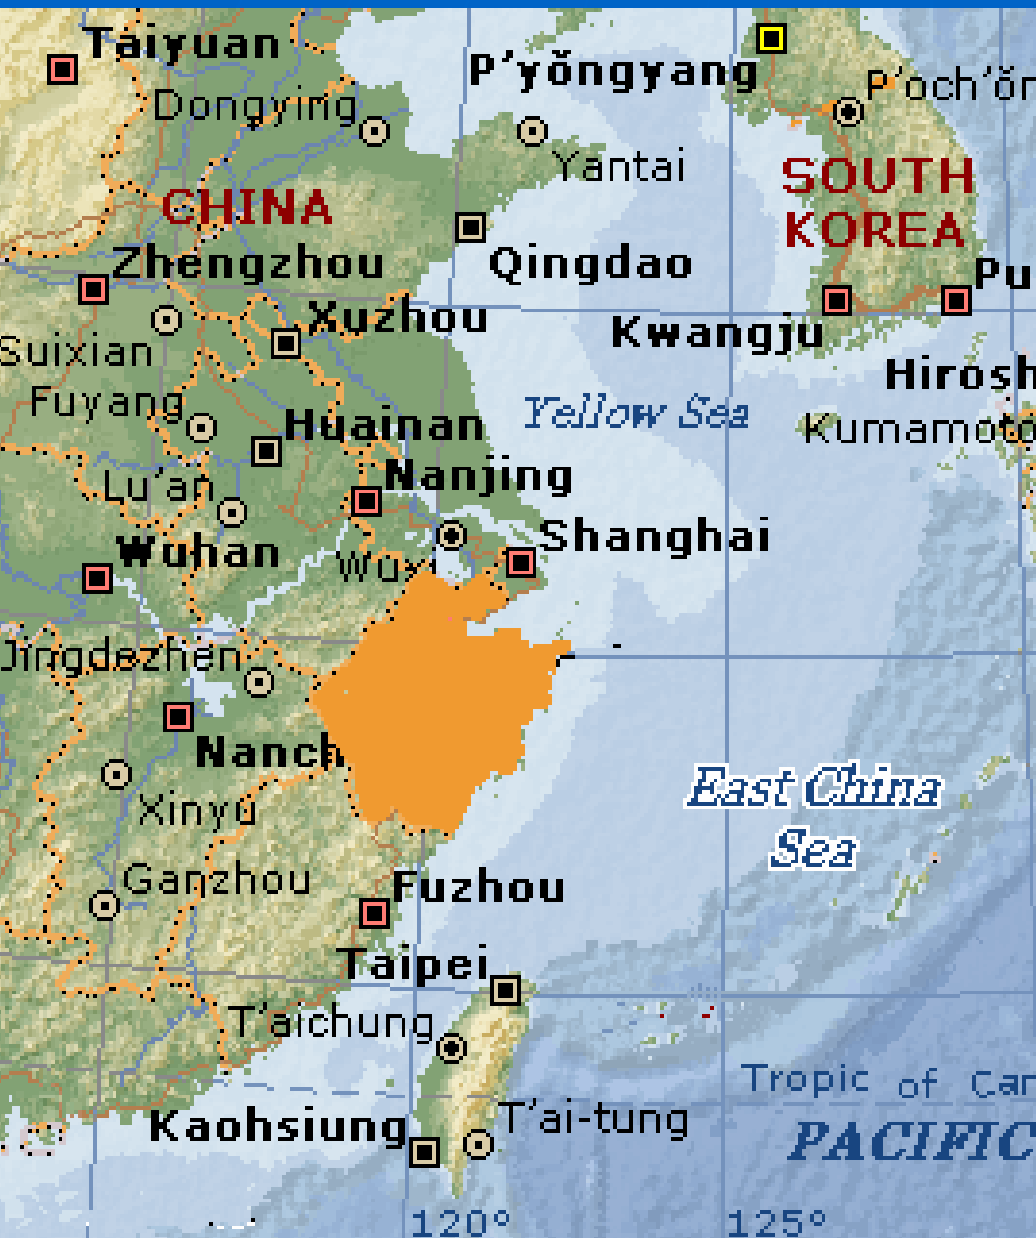 Taiyuan
P'yŏngyang
Dongying
P'och'ŏn
Yantai
SOUTH
KOREA
CHINA
Zhengzhou
Qingdao
Pu
Xuzhou
Kwangju
Suixian
Hirosh
Fuyang
Yellow Sea
Huainan
Kumamoto
Nanjing
Lu'an
Shanghai
Wuhan
Wuxi
Jingdezhen
Nanch
East China
Sea
Xinyu
Ganzhou
Fuzhou
Taipei
T'aichung
Tropic of Can
Kaohsiung
T'ai-tung
PACIFIC
120°
125°